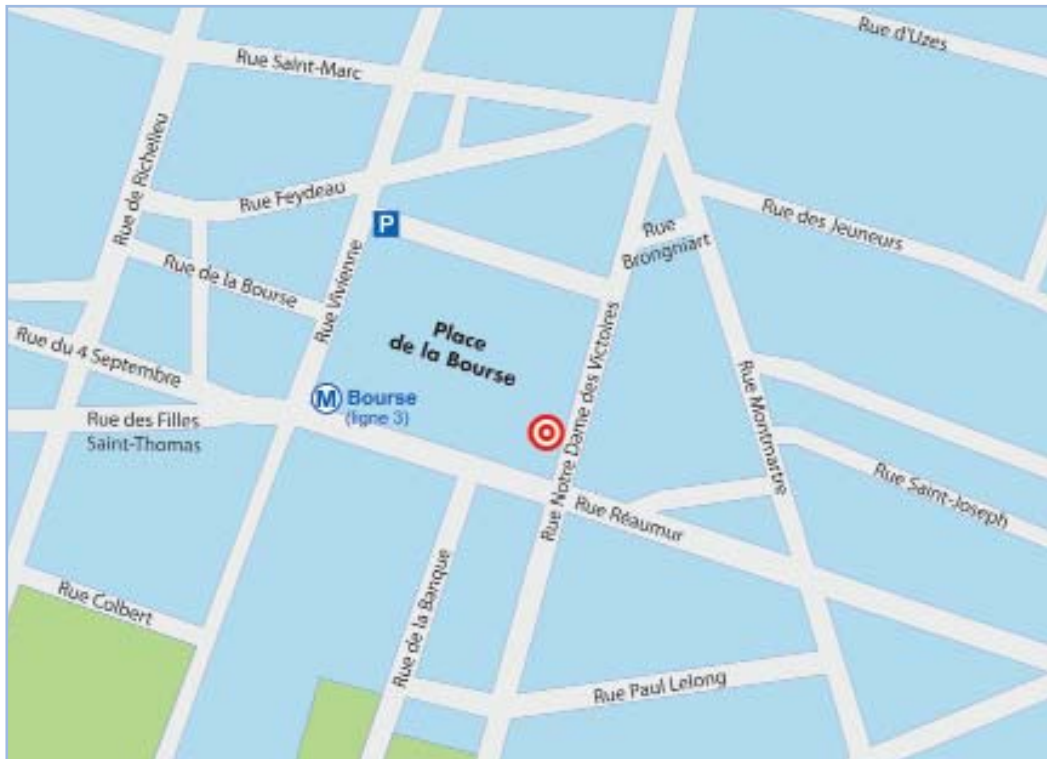 Rue d'Uzes
Rue Saint-Marc
Rue de Richelieu
Rue Feydeau
P
Rue des Jeuneurs
Rue
Brongniart
Rue de la Bourse
Rue Vivienne
Place
de la Bourse
Rue du 4 Septembre
M Bourse
(ligne 3)
Rue des Filles
Saint-Thomas
Rue Notre Dame des Victoires
Rue Montmartre
Rue Saint-Joseph
Rue Réaumur
Rue Colbert
Rue de la Banque
Rue Paul Lelong